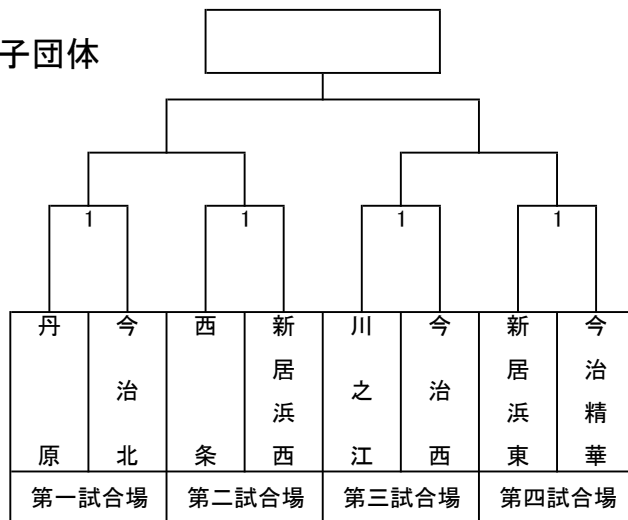 子団体
1 1 1 1
丹原 今治北 西条 新居浜西 川之江 今治西 新居浜東 今治精華
第一試合場 第二試合場 第三試合場 第四試合場